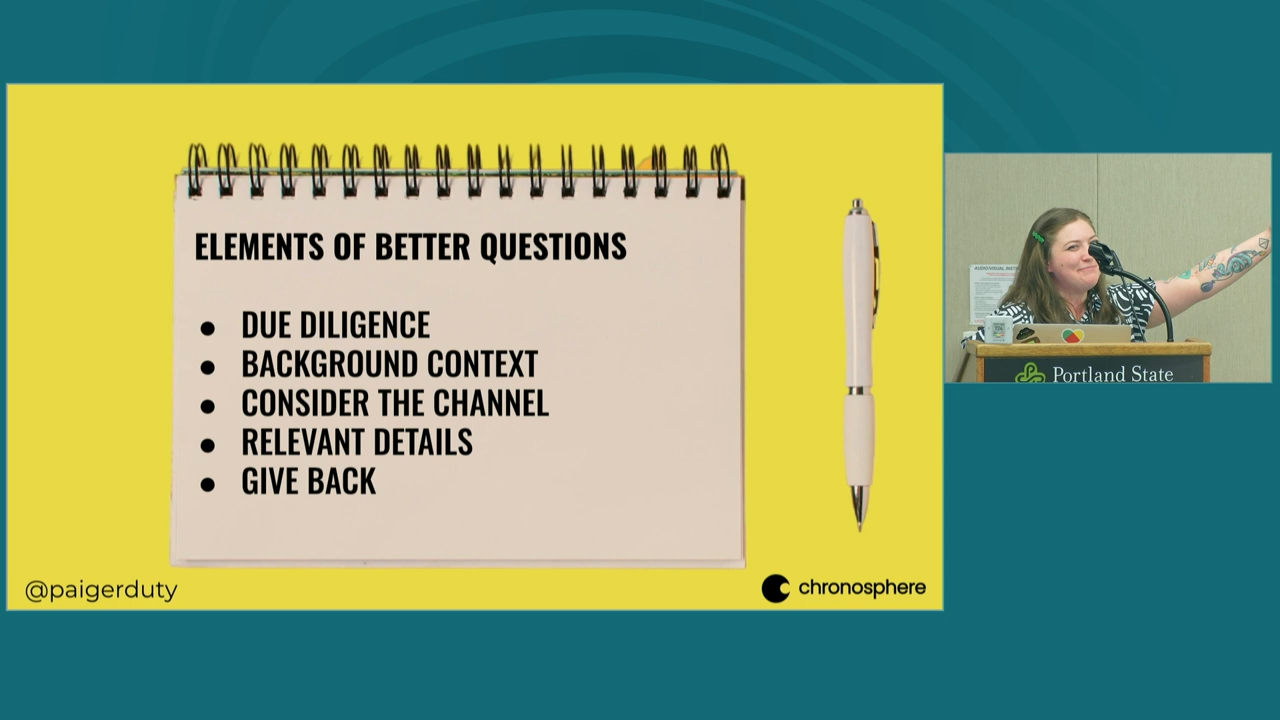 ELEMENTS OF BETTER QUESTIONS
● DUE DILIGENCE
● BACKGROUND CONTEXT
● CONSIDER THE CHANNEL
● RELEVANT DETAILS
● GIVE BACK
@paigerduty
chronosphere
Portland State